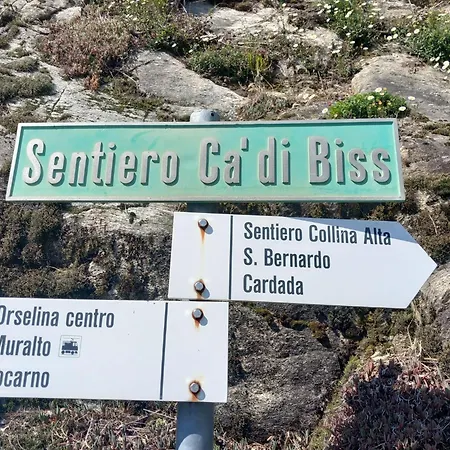 Sentiero Ca'di Biss
Sentiero Collina Alta
S. Bernardo
Cardada
Orselina centro
Muralto
ocarno